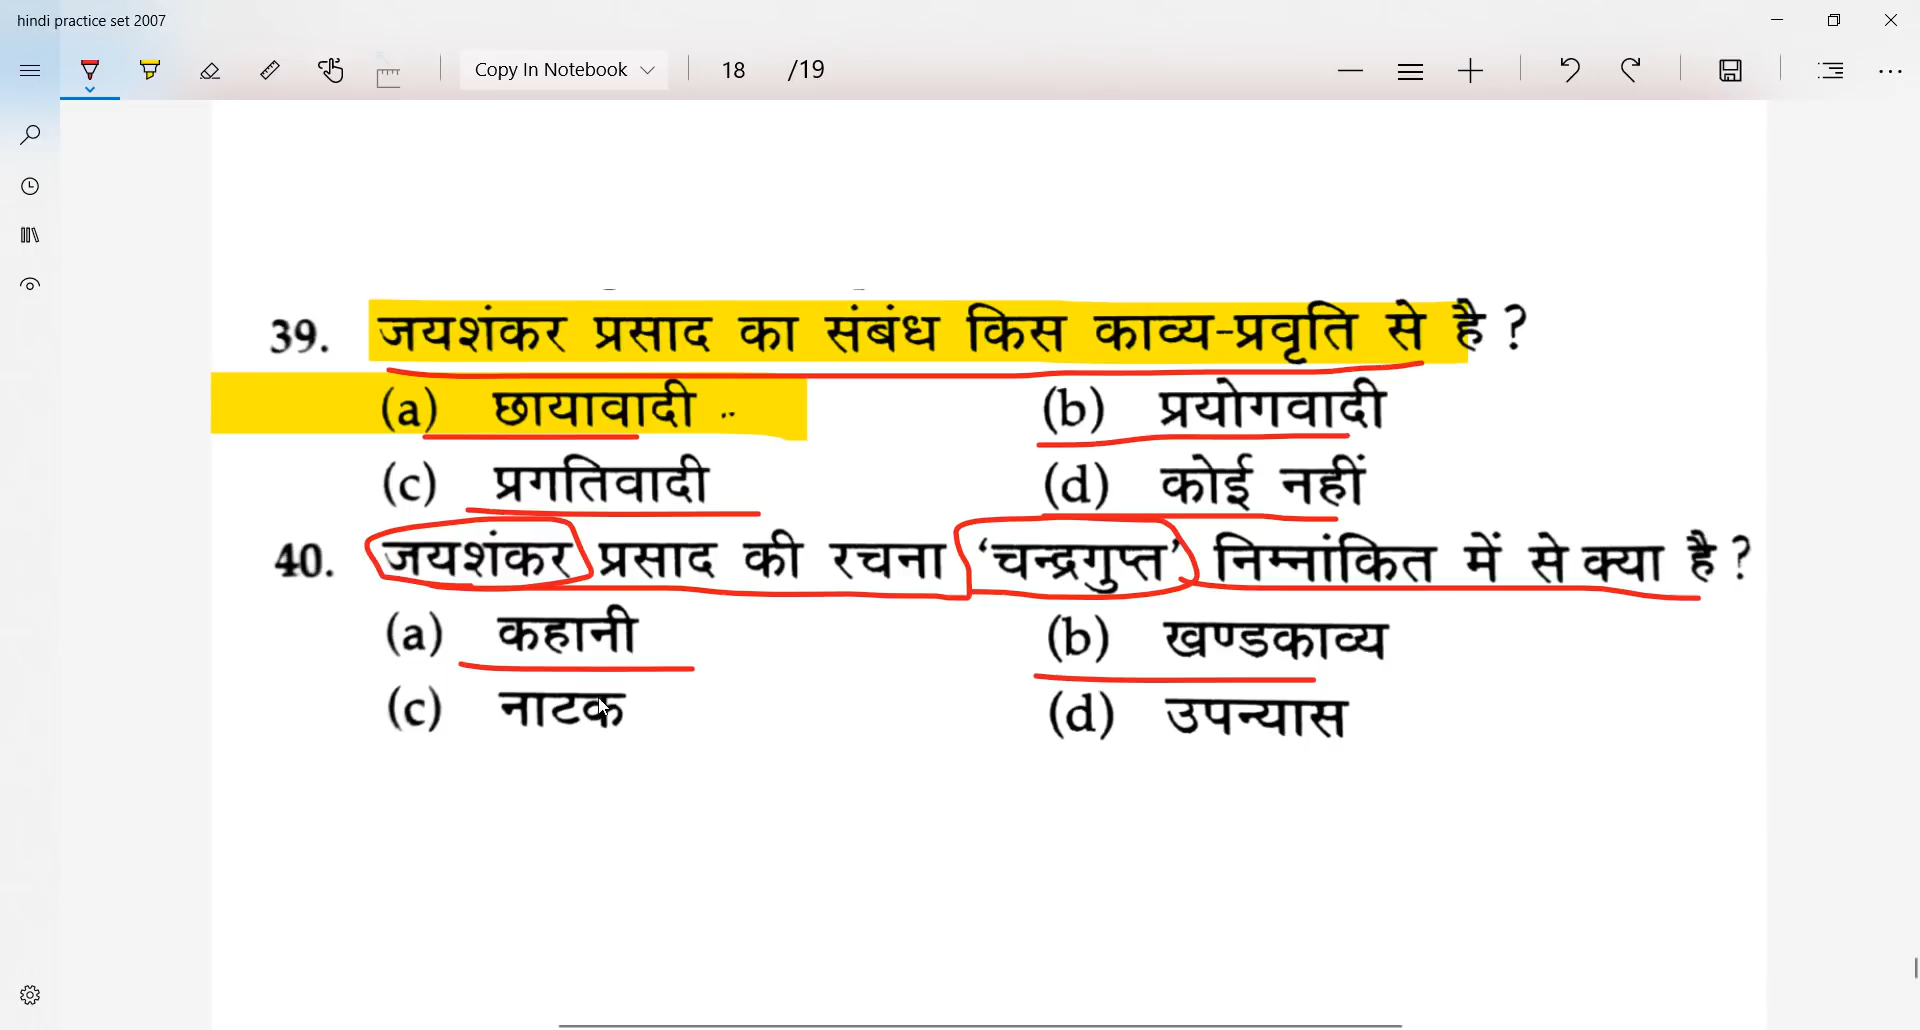 hindi practice set 2007
Copy In Notebook 18 /19
39. जयशंकर प्रसाद का संबंध किस काव्य-प्रवृति से है ?
(a) छायावादी (b) प्रयोगवादी
(c) प्रगतिवादी (d) कोई नहीं
40. जयशंकर प्रसाद की रचना ‘चन्द्रगुप्त’ निम्नांकित में से क्या है ?
(a) कहानी (b) खण्डकाव्य
(c) नाटक (d) उपन्यास